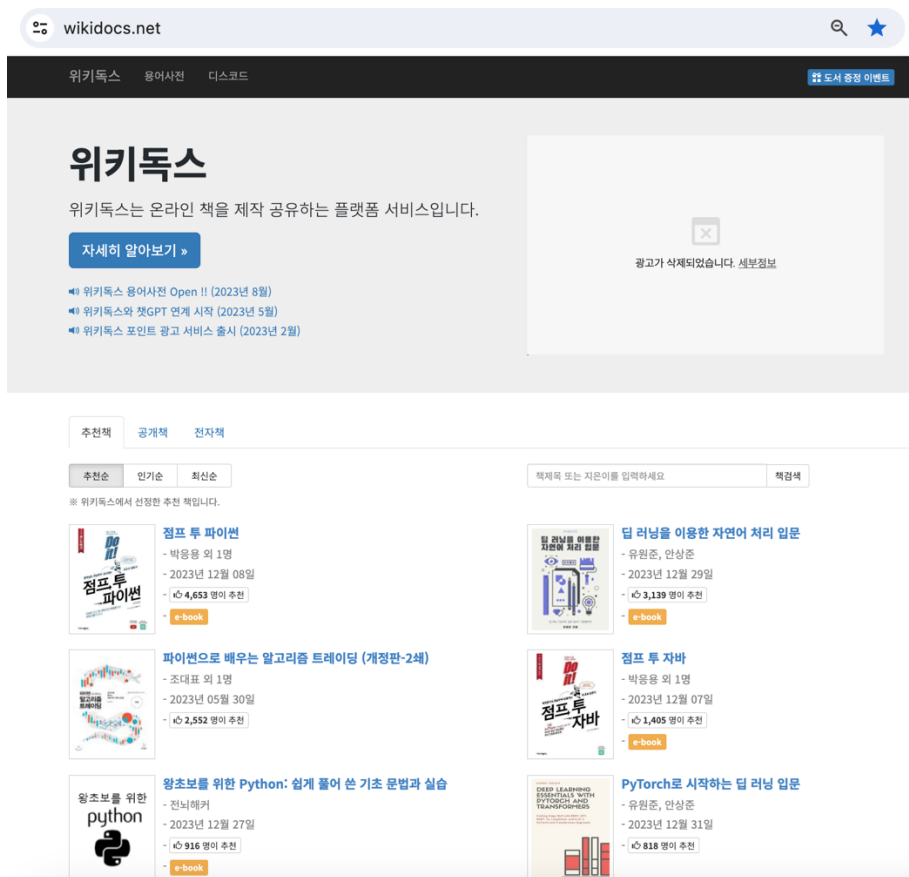 wikidocs.net
위키독스 용어사전 디스코드
도서 증정 이벤트
위키독스
위키독스는 온라인 책을 제작 공유하는 플랫폼 서비스입니다.
자세히 알아보기 »
위키독스 용어사전 Open !! (2023년 8월)
위키독스와 챗GPT 연계 시작 (2023년 5월)
위키독스 포인트 광고 서비스 출시 (2023년 2월)
광고가 삭제되었습니다. 세부정보
추천책 공개책 전자책
추천순 인기순 최신순
책제목 또는 지은이를 입력하세요 책검색
※ 위키독스에서 선정한 추천 책입니다.
Do it!
점프 투
파이썬
점프 투 파이썬
- 박응용 외 1명
- 2023년 12월 08일
- 4,653 명이 추천
- e-book
딥 러닝을 이용한
자연어 처리 입문
딥 러닝을 이용한 자연어 처리 입문
- 유원준, 안상준
- 2023년 12월 29일
- 3,139 명이 추천
- e-book
알고리즘
트레이딩
파이썬으로 배우는 알고리즘 트레이딩 (개정판-2쇄)
- 조대표 외 1명
- 2023년 05월 30일
- 2,552 명이 추천
Do it!
점프 투
자바
점프 투 자바
- 박응용 외 1명
- 2023년 12월 07일
- 1,405 명이 추천
- e-book
왕초보를 위한
python
왕초보를 위한 Python: 쉽게 풀어 쓴 기초 문법과 실습
- 전뇌해커
- 2023년 12월 27일
- 916 명이 추천
- e-book
DEEP LEARNING
ESSENTIALS WITH
PYTORCH AND
TRANSFORMERS
PyTorch로 시작하는 딥 러닝 입문
- 유원준, 안상준
- 2023년 12월 31일
- 818 명이 추천